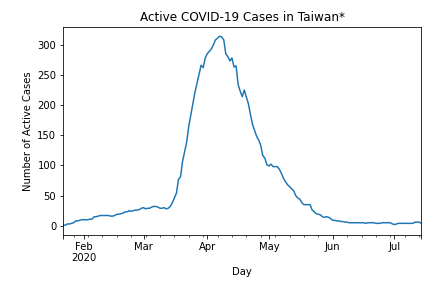 Active COVID-19 Cases in Taiwan*
300
250
200
150
100
50
0
Number of Active Cases
Feb Mar Apr May Jun Jul
2020
Day